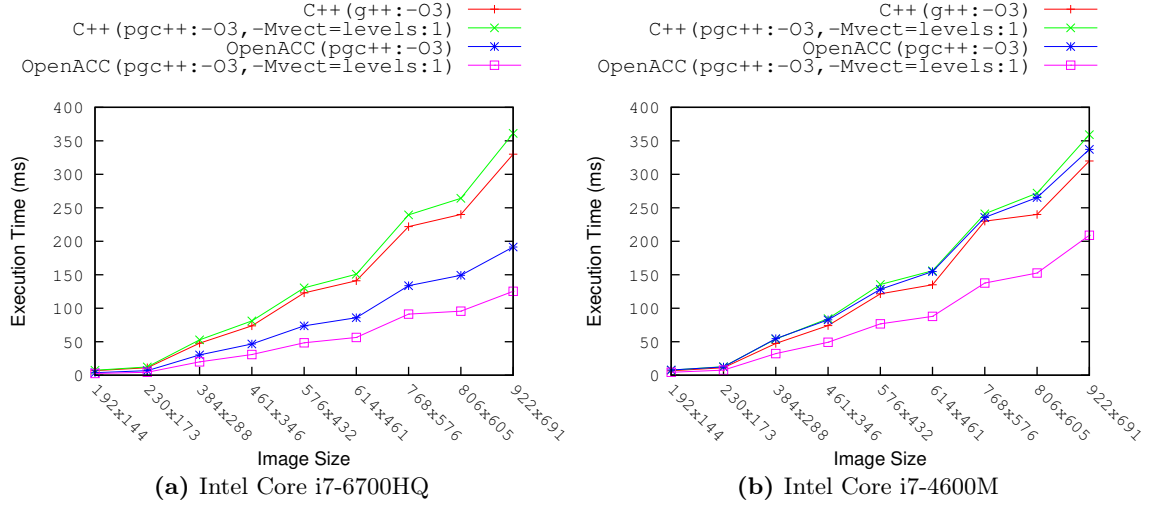 C++(g++:-O3)
C++(pgc++:-O3,-Mvect=levels:1)
OpenACC(pgc++:-O3)
OpenACC(pgc++:-O3,-Mvect=levels:1)
400
350
300
250
200
150
100
50
0
Execution Time (ms)
192x144
230x173
384x288
461x346
576x432
614x461
768x576
806x605
922x691
Image Size
(a) Intel Core i7-6700HQ
C++(g++:-O3)
C++(pgc++:-O3,-Mvect=levels:1)
OpenACC(pgc++:-O3)
OpenACC(pgc++:-O3,-Mvect=levels:1)
400
350
300
250
200
150
100
50
0
Execution Time (ms)
192x144
230x173
384x288
461x346
576x432
614x461
768x576
806x605
922x691
Image Size
(b) Intel Core i7-4600M